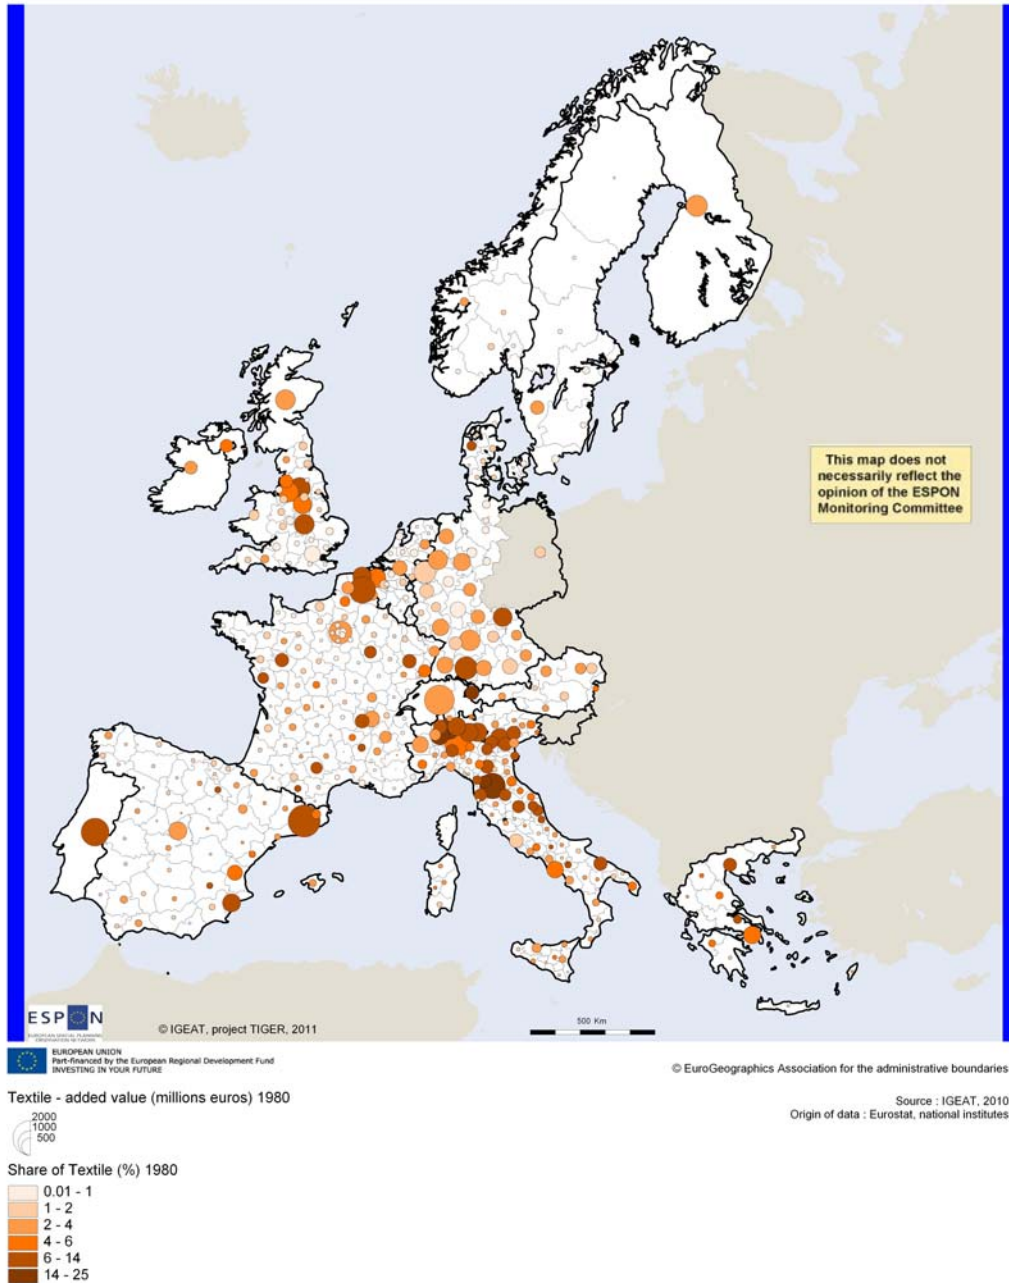 This map does not
necessarily reflect the
opinion of the ESPON
Monitoring Committee
ESPON
© IGEAT, project TIGER, 2011
500 Km
EUROPEAN UNION
Part-financed by the European Regional Development Fund
INVESTING IN YOUR FUTURE
© EuroGeographics Association for the administrative boundaries
Source : IGEAT, 2010
Origin of data : Eurostat, national institutes
Textile - added value (millions euros) 1980
2000
1000
500
Share of Textile (%) 1980
0.01 - 1
1 - 2
2 - 4
4 - 6
6 - 14
14 - 25